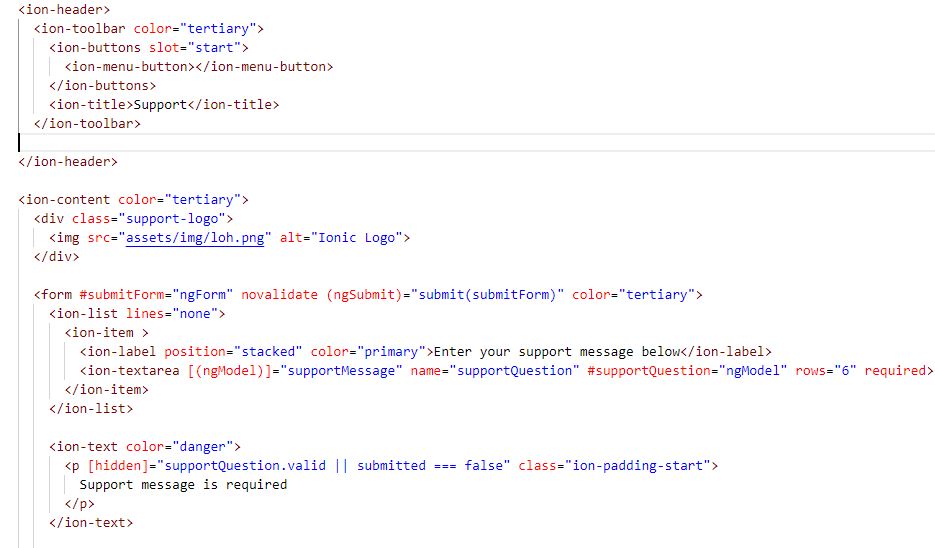 <ion-header>
<ion-toolbar color="tertiary">
<ion-buttons slot="start">
<ion-menu-button></ion-menu-button>
</ion-buttons>
<ion-title>Support</ion-title>
</ion-toolbar>
</ion-header>
<ion-content color="tertiary">
<div class="support-logo">
<img src="assets/img/loh.png" alt="Ionic Logo">
</div>
<form #submitForm="ngForm" novalidate (ngSubmit)="submit(submitForm)" color="tertiary">
<ion-list lines="none">
<ion-item >
<ion-label position="stacked" color="primary">Enter your support message below</ion-label>
<ion-textarea [(ngModel)]="supportMessage" name="supportQuestion" #supportQuestion="ngModel" rows="6" required>
</ion-item>
</ion-list>
<ion-text color="danger">
<p [hidden]="supportQuestion.valid || submitted === false" class="ion-padding-start">
Support message is required
</p>
</ion-text>